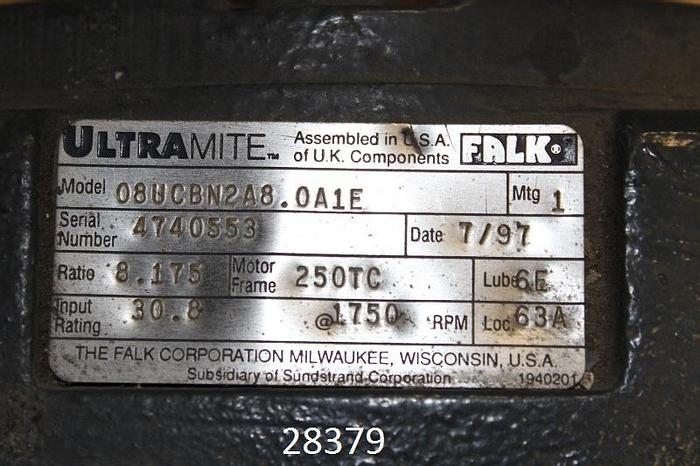 ULTRAMITE™ Assembled in U.S.A. of U.K. Components FALK®
Model 08UCBN2A8.0A1E Mtg 1
Serial Number 4740553 Date 7/97
Ratio 8.175 Motor Frame 250TC Lube 6E
Input Rating 30.8 @ 1750 RPM Loc. 63A
THE FALK CORPORATION MILWAUKEE, WISCONSIN, U.S.A.
Subsidiary of Sundstrand Corporation 1940201
28379